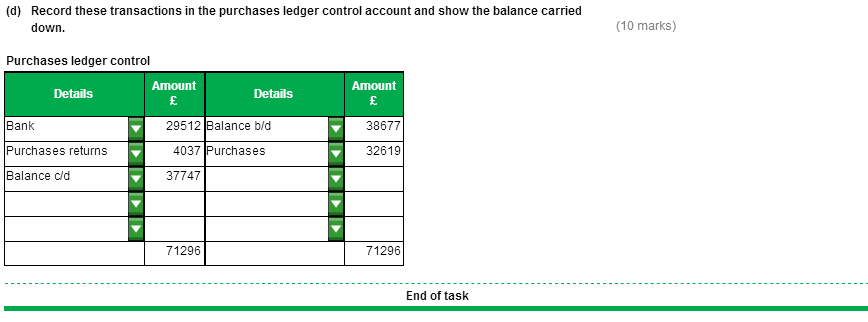 (d) Record these transactions in the purchases ledger control account and show the balance carried
down.
(10 marks)
Purchases ledger control
Details Amount £ Details Amount £
Bank 29512 Balance b/d 38677
Purchases returns 4037 Purchases 32619
Balance c/d 37747
71296 71296
End of task